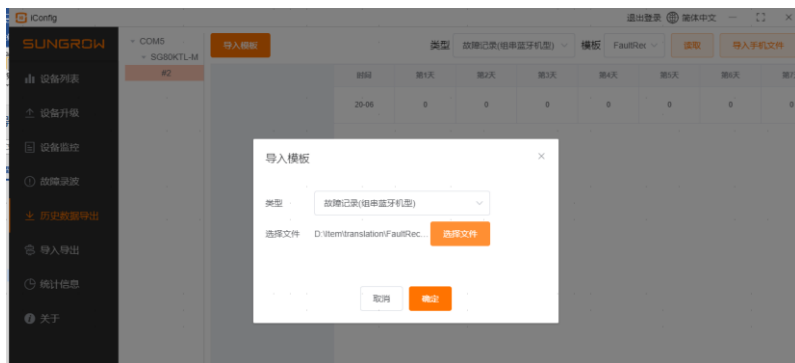 iConfig 退出登录 简体中文
SUNGROW
COM5
SG80KTL-M
#2
导入模板 类型 故障记录(组串蓝牙机型) 模板 FaultRec 读取 导入手机文件
设备列表
设备升级
设备监控
故障录波
历史数据导出
导入导出
统计信息
关于
时间 第1天 第2天 第3天 第4天 第5天 第6天
20-06 0 0 0 0 0 0 0
导入模板
类型 故障记录(组串蓝牙机型)
选择文件 D:\Item\translation\FaultRec... 选择文件
取消 确定